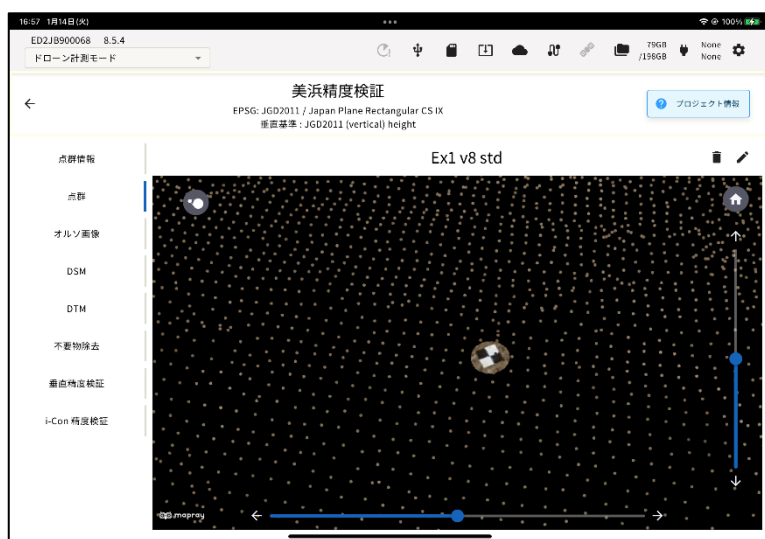 16:57 1月14日(火)
100%
ED2JB900068 8.5.4
ドローン計測モード
79GB
/198GB
None
None
美浜精度検証
EPSG: JGD2011 / Japan Plane Rectangular CS IX
垂直基準 : JGD2011 (vertical) height
プロジェクト情報
点群情報
点群
オルソ画像
DSM
DTM
不要物除去
垂直精度検証
i-Con 精度検証
Ex1 v8 std
mapray